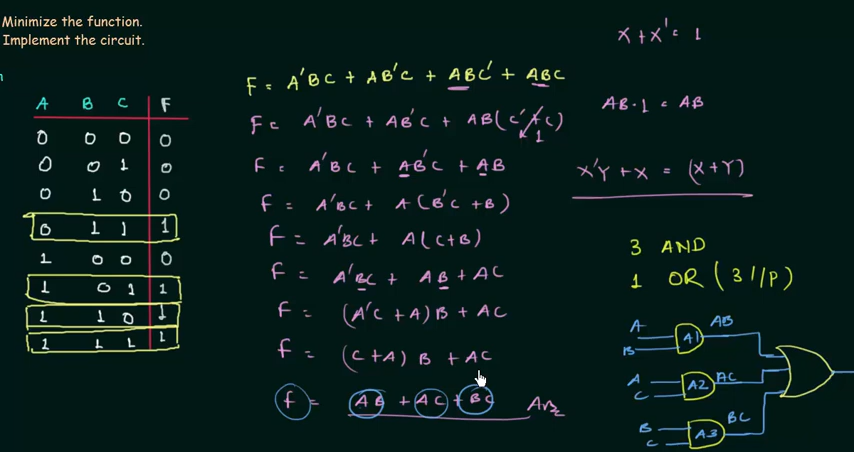 Minimize the function.
Implement the circuit.
n
A B C F
0 0 0 0
0 0 1 0
0 1 0 0
0 1 1 1
1 0 0 0
1 0 1 1
1 1 0 1
1 1 1 1
F = A'BC + AB'C + ABC' + ABC
F = A'BC + AB'C + AB(C'+C)
1
F = A'BC + AB'C + AB
F = A'BC + A(B'C+B)
F = A'BC + A(C+B)
F = A'BC + AB + AC
F = (A'C + A)B + AC
F = (C+A) B + AC
F = AB + AC + BC Ans
X + X' = 1
AB·1 = AB
X'Y + X = (X+Y)
3 AND
1 OR (3 I/P)
A
B
A1
AB
A
C
A2
AC
B
C
A3
BC